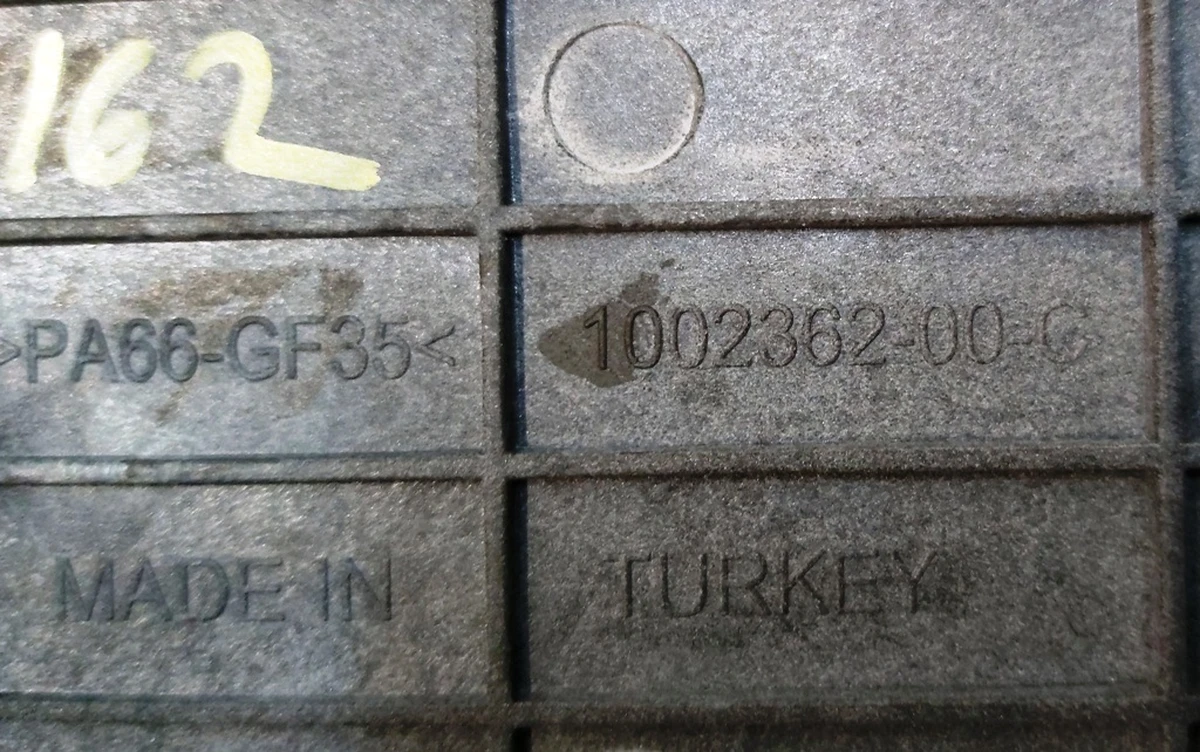 162
>PA66-GF35< 1002362-00-C
MADE IN TURKEY